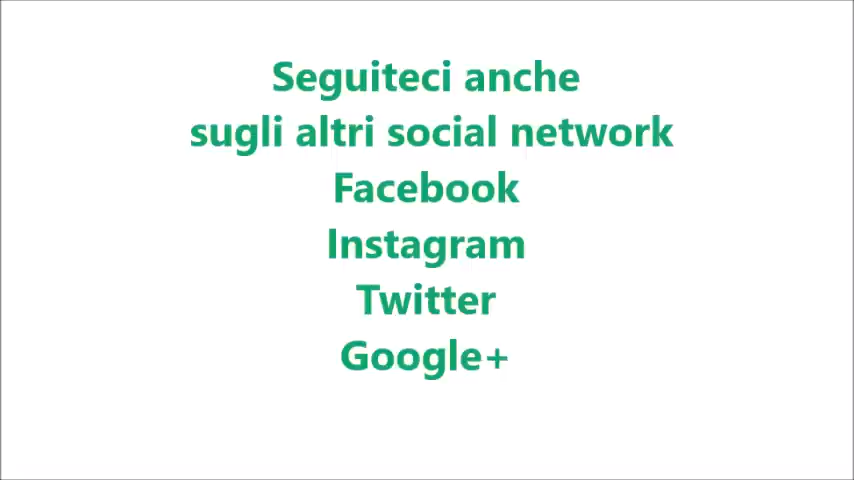 Seguiteci anche
sugli altri social network
Facebook
Instagram
Twitter
Google+